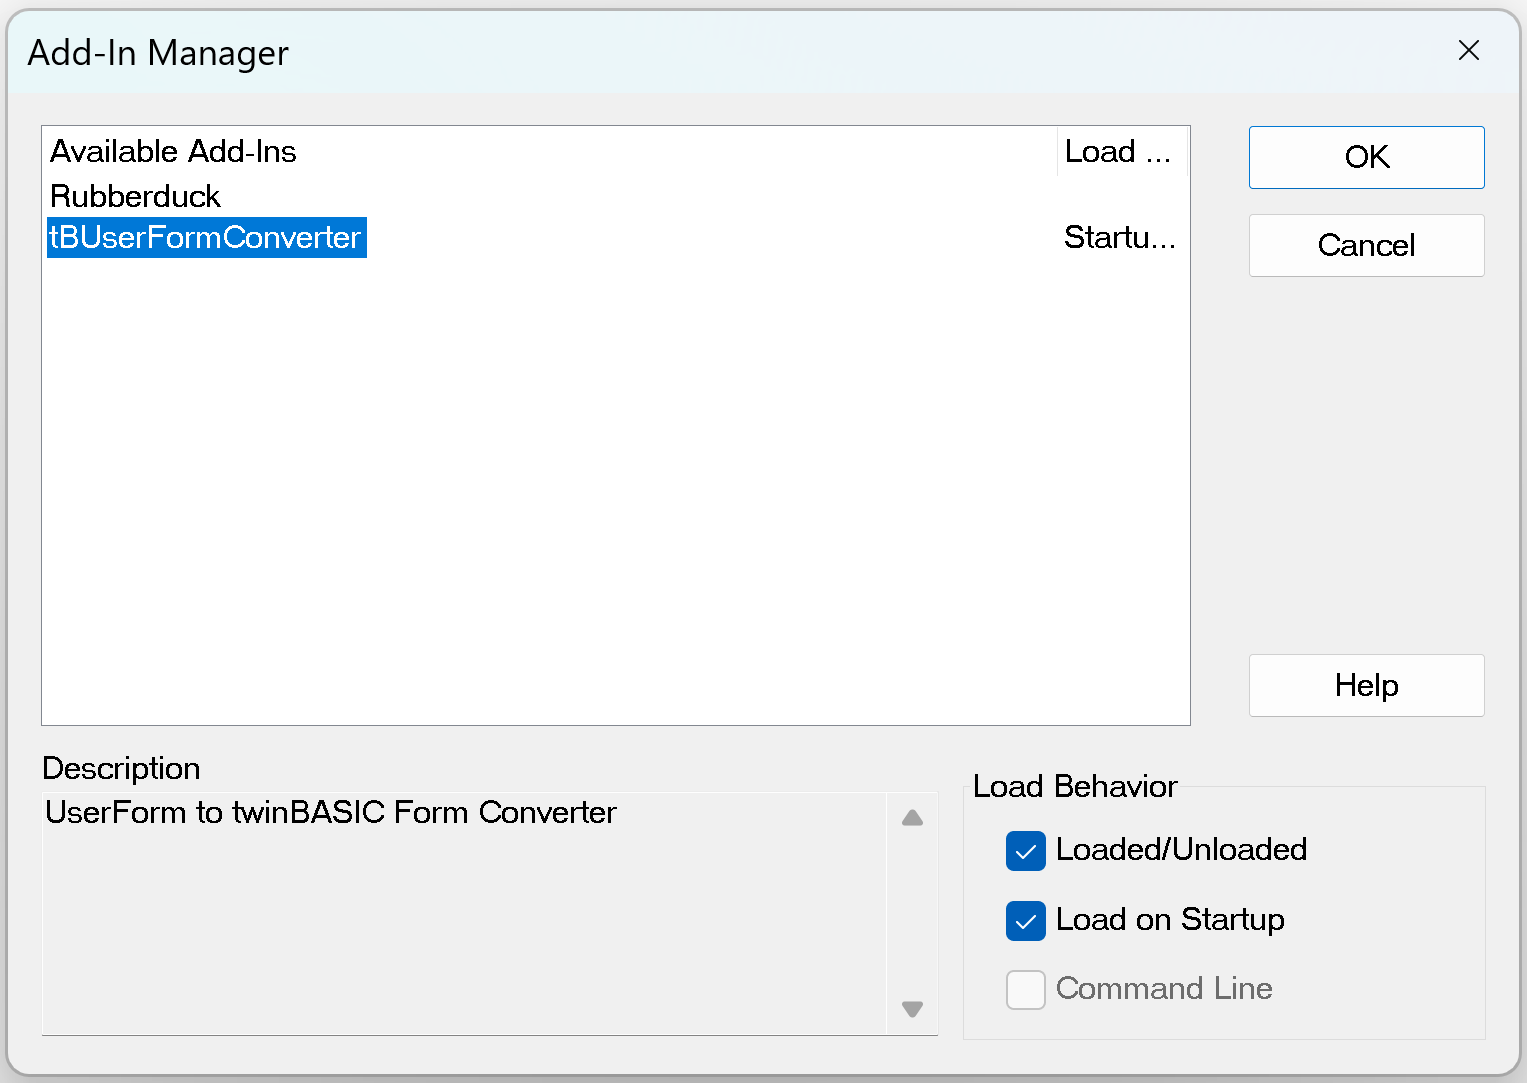 Add-In Manager
Available Add-Ins Load ...
Rubberduck
tBUserFormConverter Startu...
OK
Cancel
Help
Description
UserForm to twinBASIC Form Converter
Load Behavior
Loaded/Unloaded
Load on Startup
Command Line